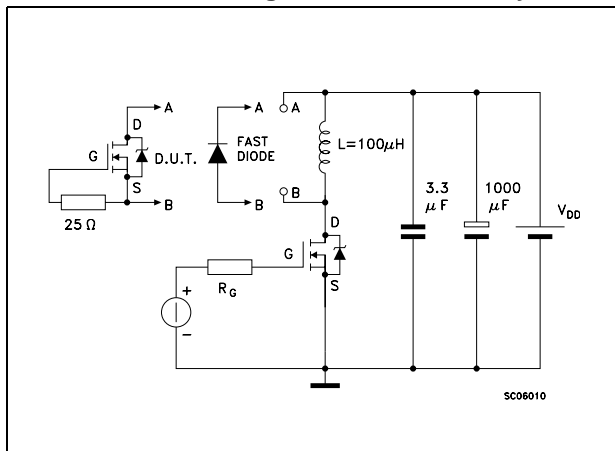 A
A
A
D
G
D.U.T.
S
FAST
DIODE
L=100µH
B
B
B
25 Ω
3.3
µF
1000
µF
VDD
D
G
S
RG
+
-
SC06010